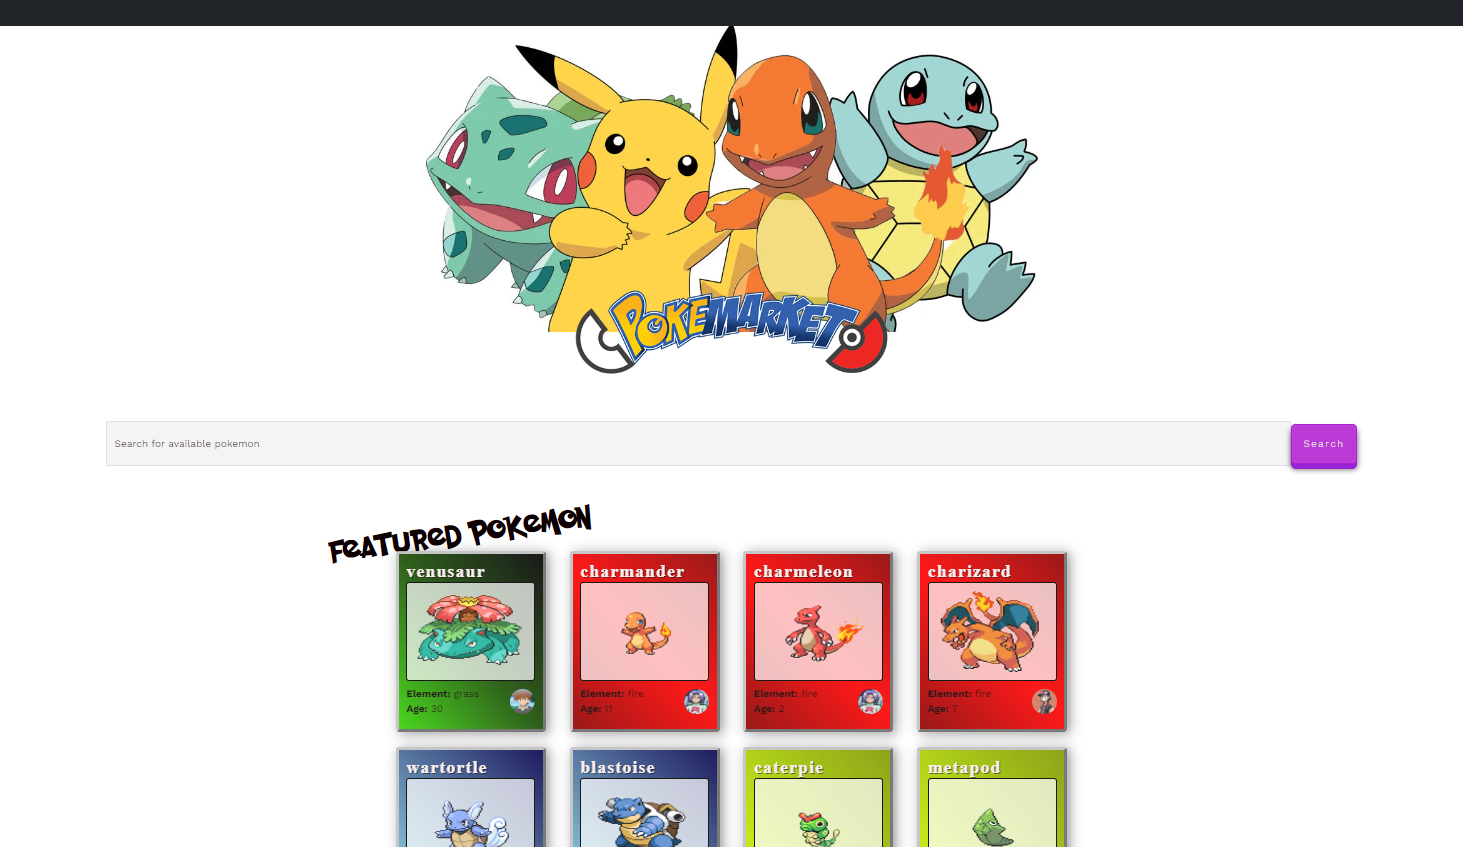 POKEMARKET
Search for available pokemon
Search
FEATURED POKEMON
venusaur
charmander
charmeleon
charizard
Element: grass
Age: 30
Element: fire
Age: 11
Element: fire
Age: 2
Element: fire
Age: 7
wartortle
blastoise
caterpie
metapod